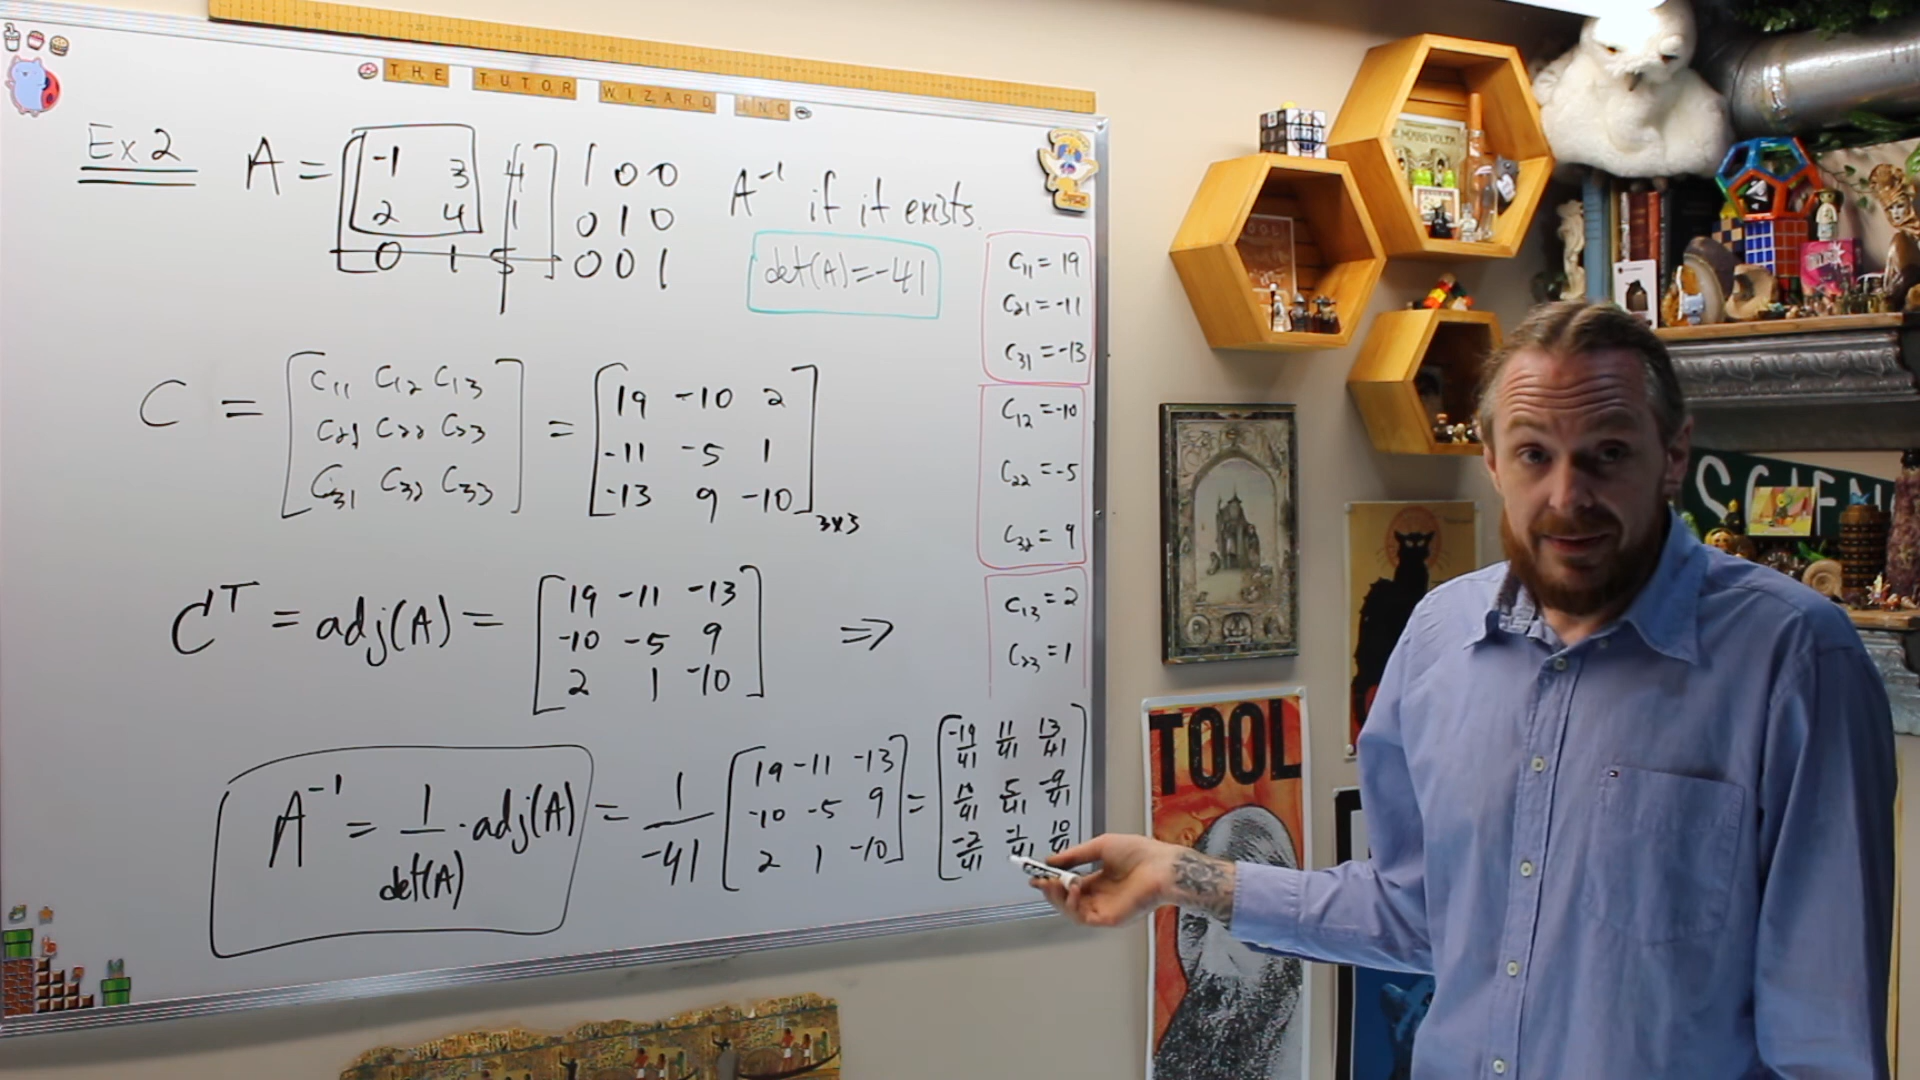 THE TUTOR WIZARD INC
Ex 2 A = [-1 3 4 1 0 0 A⁻¹ if it exists.
2 4 1 0 1 0
0 1 5] 0 0 1
det(A) = -41
C₁₁ = 19
C₂₁ = -11
C₃₁ = -13
C₁₂ = -10
C₂₂ = -5
C₃₂ = 9
C₁₃ = 2
C₂₃ = 1
C = [C₁₁ C₁₂ C₁₃ = [19 -10 2
C₂₁ C₂₂ C₂₃ -11 -5 1
C₃₁ C₃₂ C₃₃] -13 9 -10]₃ₓ₃
Cᵀ = adj(A) = [19 -11 -13 ⇒
-10 -5 9
2 1 -10]
A⁻¹ = 1/det(A) · adj(A) = 1/-41 [19 -11 -13 = [-19/41 11/41 13/41
-10 -5 9 10/41 5/41 -9/41
2 1 -10] -2/41 -1/41 10/41]
TOOL
SCIEN